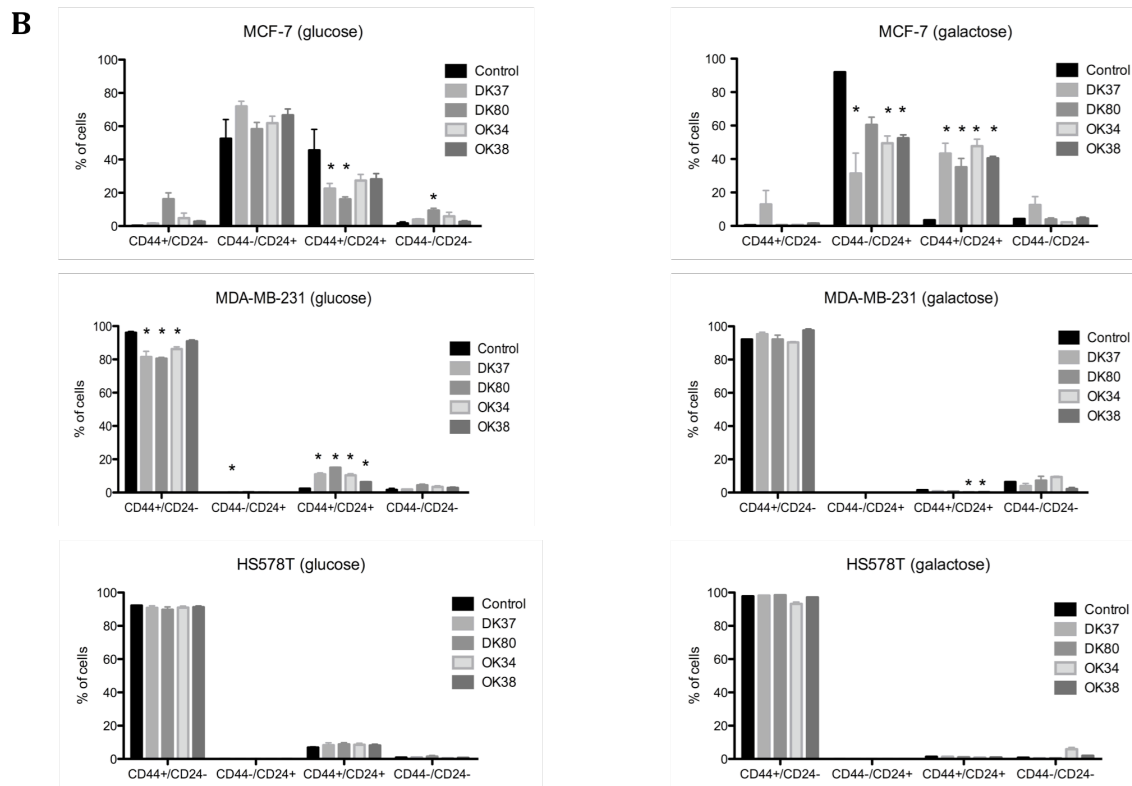 B
MCF-7 (glucose)
% of cells
100
80
60
40
20
0
* * *
CD44+/CD24- CD44-/CD24+ CD44+/CD24+ CD44-/CD24-
Control
DK37
DK80
OK34
OK38
MCF-7 (galactose)
% of cells
100
80
60
40
20
0
* * * * * * *
CD44+/CD24- CD44-/CD24+ CD44+/CD24+ CD44-/CD24-
Control
DK37
DK80
OK34
OK38
MDA-MB-231 (glucose)
% of cells
100
80
60
40
20
0
* * * * * * * *
CD44+/CD24- CD44-/CD24+ CD44+/CD24+ CD44-/CD24-
Control
DK37
DK80
OK34
OK38
MDA-MB-231 (galactose)
% of cells
100
80
60
40
20
0
* *
CD44+/CD24- CD44-/CD24+ CD44+/CD24+ CD44-/CD24-
Control
DK37
DK80
OK34
OK38
HS578T (glucose)
% of cells
100
80
60
40
20
0
CD44+/CD24- CD44-/CD24+ CD44+/CD24+ CD44-/CD24-
Control
DK37
DK80
OK34
OK38
HS578T (galactose)
% of cells
100
80
60
40
20
0
CD44+/CD24- CD44-/CD24+ CD44+/CD24+ CD44-/CD24-
Control
DK37
DK80
OK34
OK38